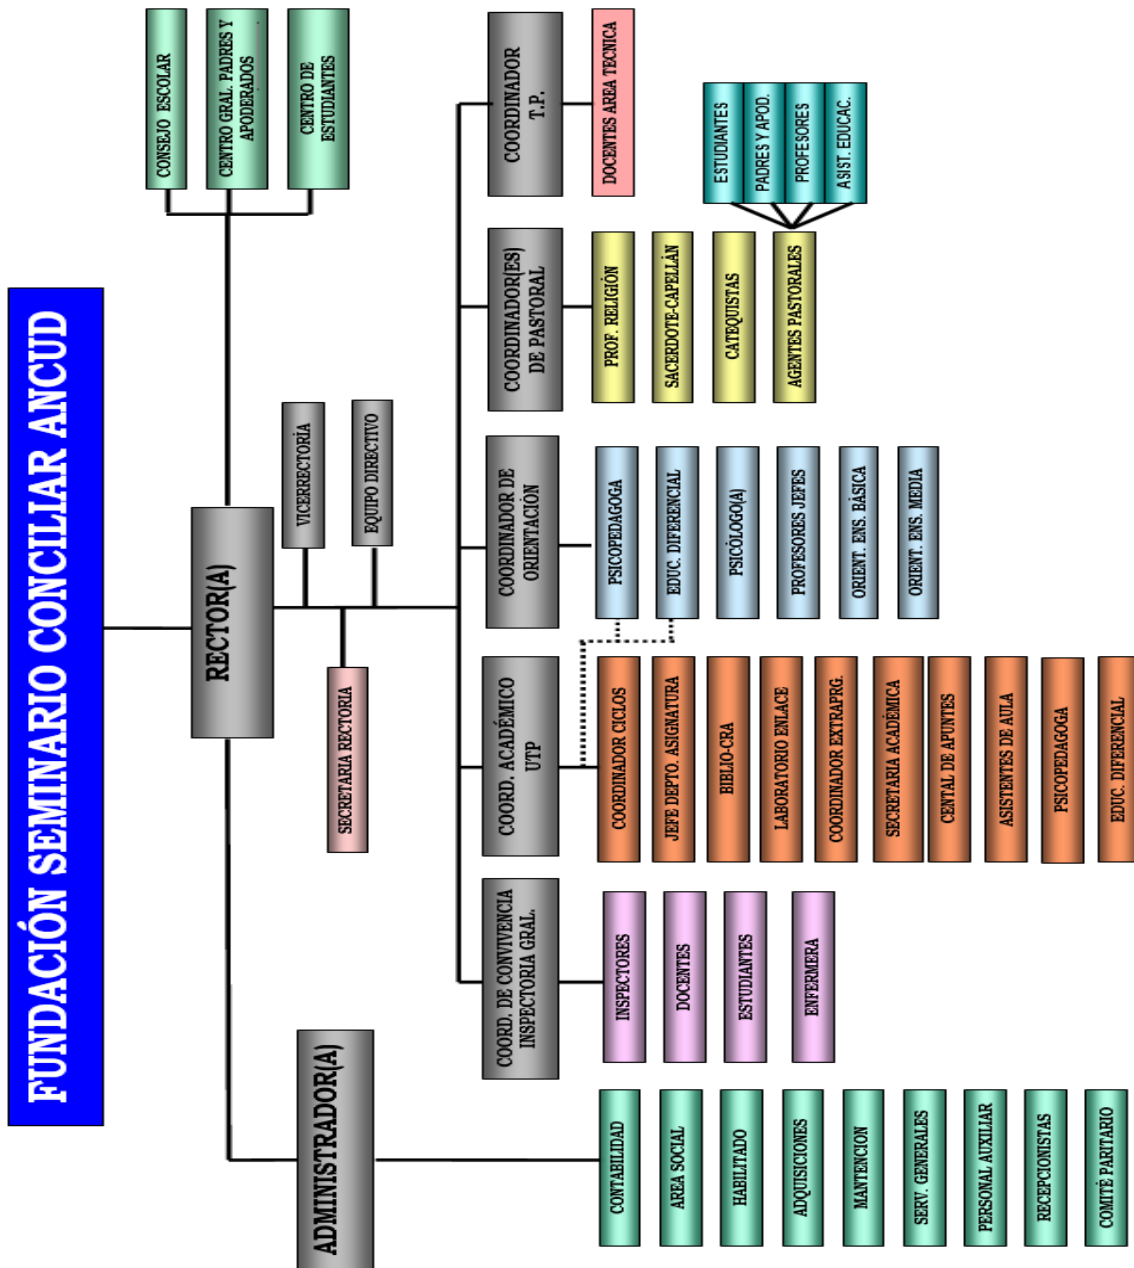 FUNDACIÓN SEMINARIO CONCILIAR ANCUD
RECTOR(A)
CONSEJO ESCOLAR
CENTRO GRAL. PADRES Y
APODERADOS
CENTRO DE
ESTUDIANTES
VICERRECTORÍA
SECRETARIA RECTORIA
EQUIPO DIRECTIVO
ADMINISTRADOR(A)
CONTABILIDAD
AREA SOCIAL
HABILITADO
ADQUISICIONES
MANTENCION
SERV. GENERALES
PERSONAL AUXILIAR
RECEPCIONISTAS
COMITÉ PARITARIO
COORD. DE CONVIVENCIA
INSPECTORIA GRAL.
INSPECTORES
DOCENTES
ESTUDIANTES
ENFERMERA
COORD. ACADÉMICO
UTP
COORDINADOR CICLOS
JEFE DEPTO. ASIGNATURA
BIBLIO-CRA
LABORATORIO ENLACE
COORDINADOR EXTRAPRG.
SECRETARIA ACADÉMICA
CENTAL DE APUNTES
ASISTENTES DE AULA
PSICOPEDAGOGA
EDUC. DIFERENCIAL
COORDINADOR DE
ORIENTACIÓN
PSICOPEDAGOGA
EDUC. DIFERENCIAL
PSICÓLOGO(A)
PROFESORES JEFES
ORIENT. ENS. BÁSICA
ORIENT. ENS. MEDIA
COORDINADOR(ES)
DE PASTORAL
PROF. RELIGIÓN
SACERDOTE-CAPELLÁN
CATEQUISTAS
AGENTES PASTORALES
ESTUDIANTES
PADRES Y APOD.
PROFESORES
ASIST. EDUCAC.
COORDINADOR
T.P.
DOCENTES AREA TECNICA